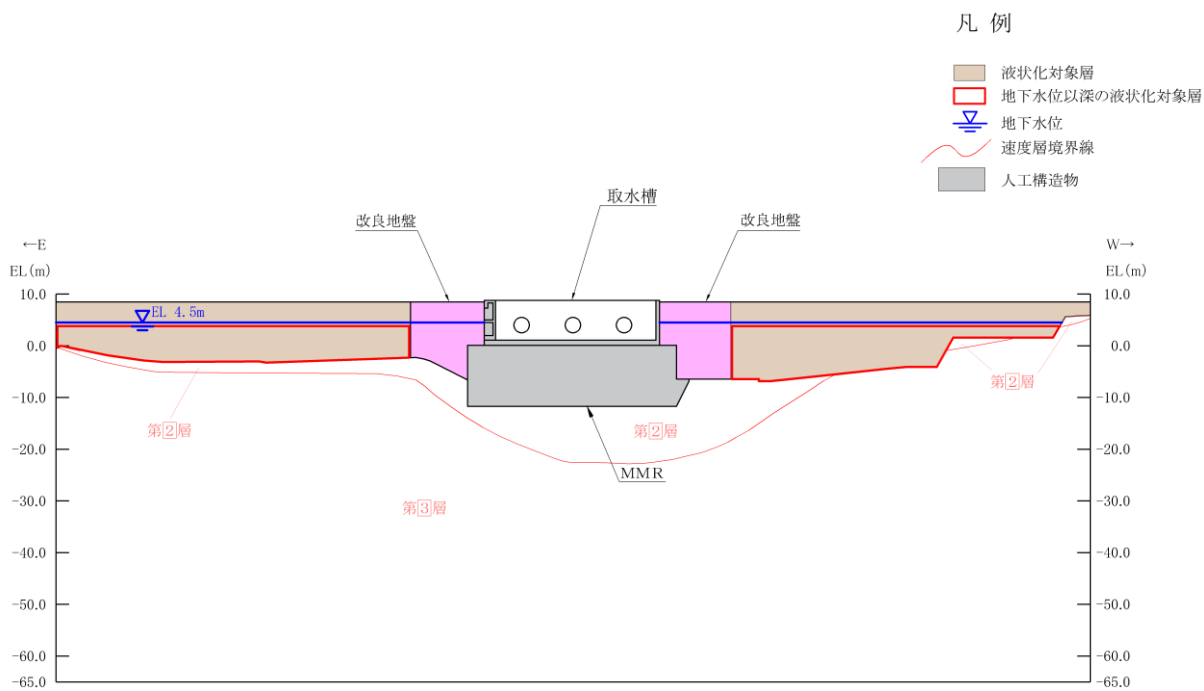 凡 例
液状化対象層
地下水位以深の液状化対象層
地下水位
速度層境界線
人工構造物
取水槽
改良地盤
改良地盤
←E
EL(m)
W→
EL(m)
10.0
0.0
-10.0
-20.0
-30.0
-40.0
-50.0
-60.0
-65.0
EL 4.5m
第2層
第3層
第2層
MMR
第2層
10.0
0.0
-10.0
-20.0
-30.0
-40.0
-50.0
-60.0
-65.0